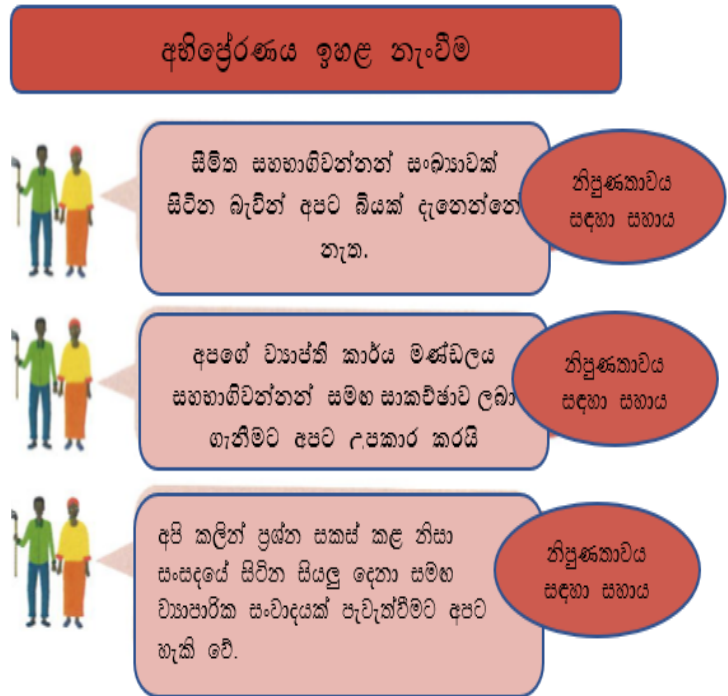 අභිප්‍රේරණය ඉහළ නැංවීම
සීමිත සහභාගිවන්නන් සංඛ්‍යාවක්
සිටින බැවින් අපට බියක් දැනෙන්නේ
නැත.
නිපුණතාවය
සඳහා සහාය
අපගේ ව්‍යාප්ති කාර්ය මණ්ඩලය
සහභාගිවන්නන් සමඟ සාකච්ඡාව ලබා
ගැනීමට අපට උපකාර කරයි
නිපුණතාවය
සඳහා සහාය
අපි කලින් ප්‍රශ්න සකස් කළ නිසා
සංසදයේ සිටින සියලු දෙනා සමඟ
ව්‍යාපාරික සංවාදයක් පැවැත්වීමට අපට
හැකි වේ.
නිපුණතාවය
සඳහා සහාය